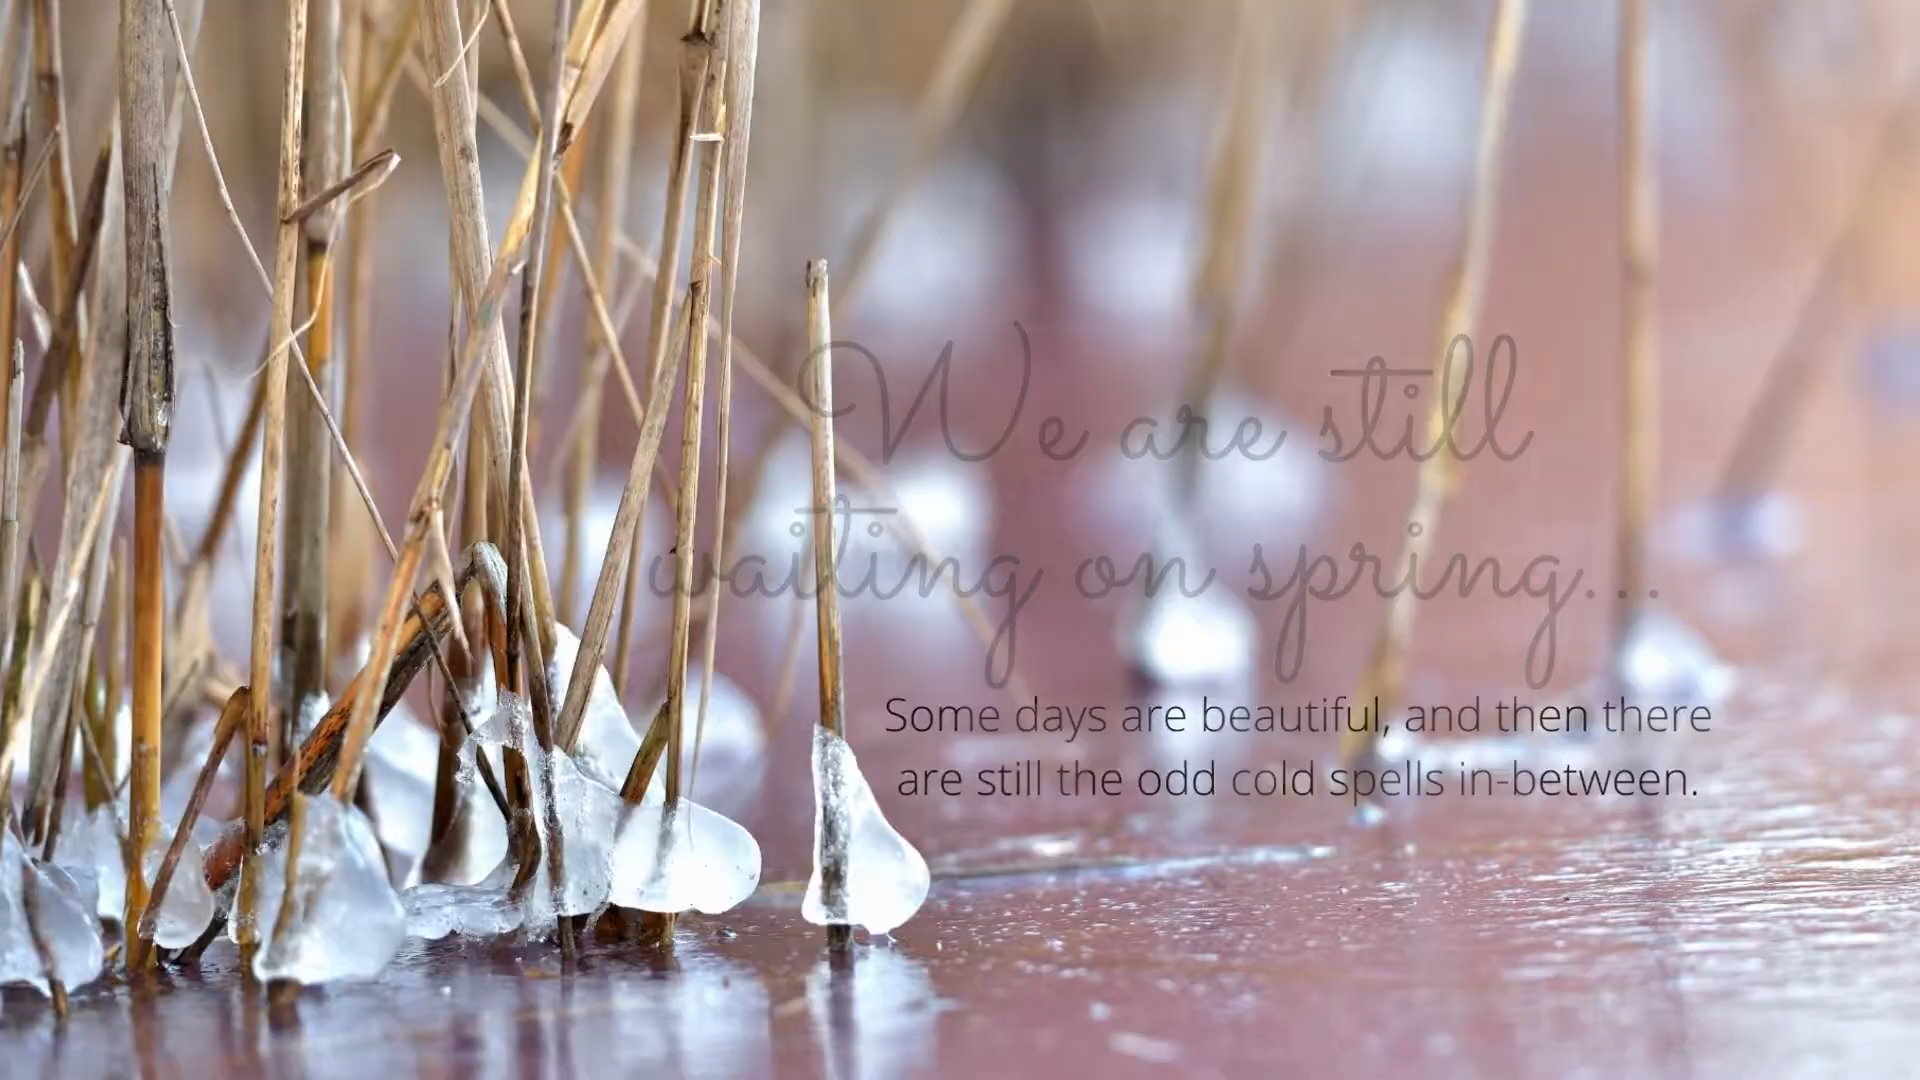 We are still
waiting on spring...
Some days are beautiful, and then there
are still the odd cold spells in-between.